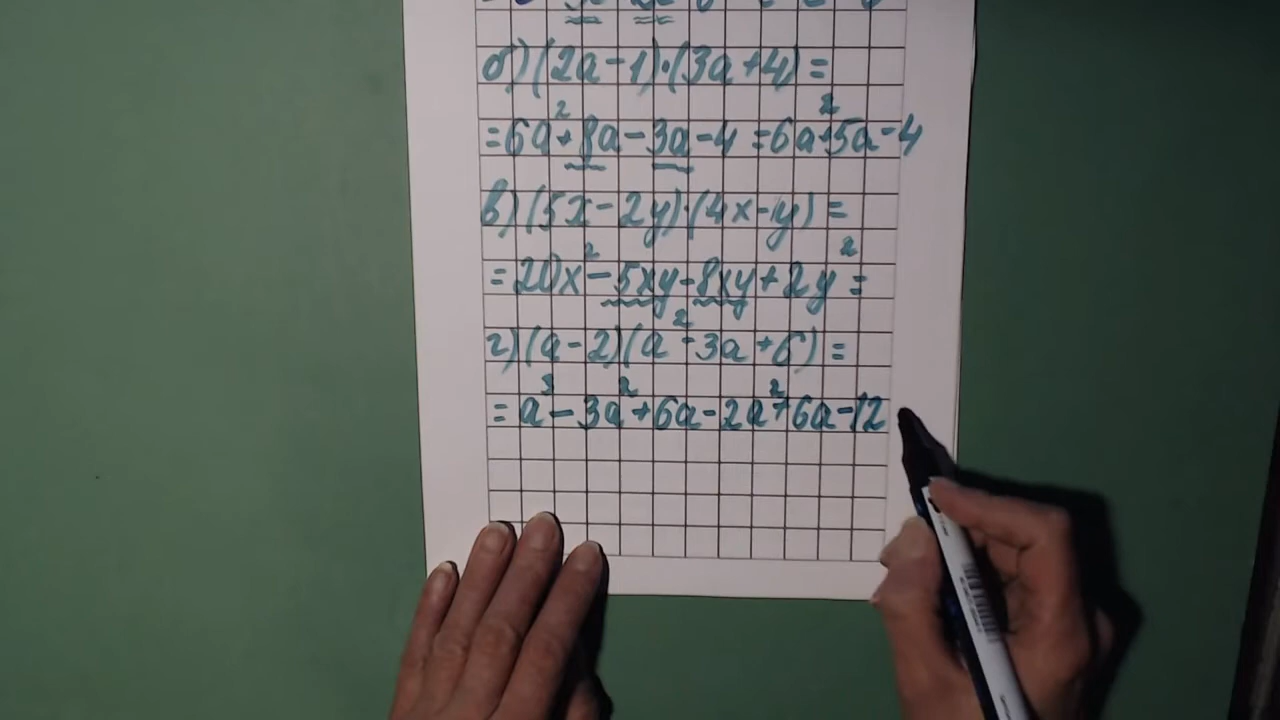 б) (2a-1)·(3a+4)=
=6a²+8a-3a-4=6a²+5a-4
в) (5x-2y)·(4x-y)=
=20x²-5xy-8xy+2y²=
г) (a-2)(a²-3a+6)=
=a³-3a²+6a-2a²+6a-12